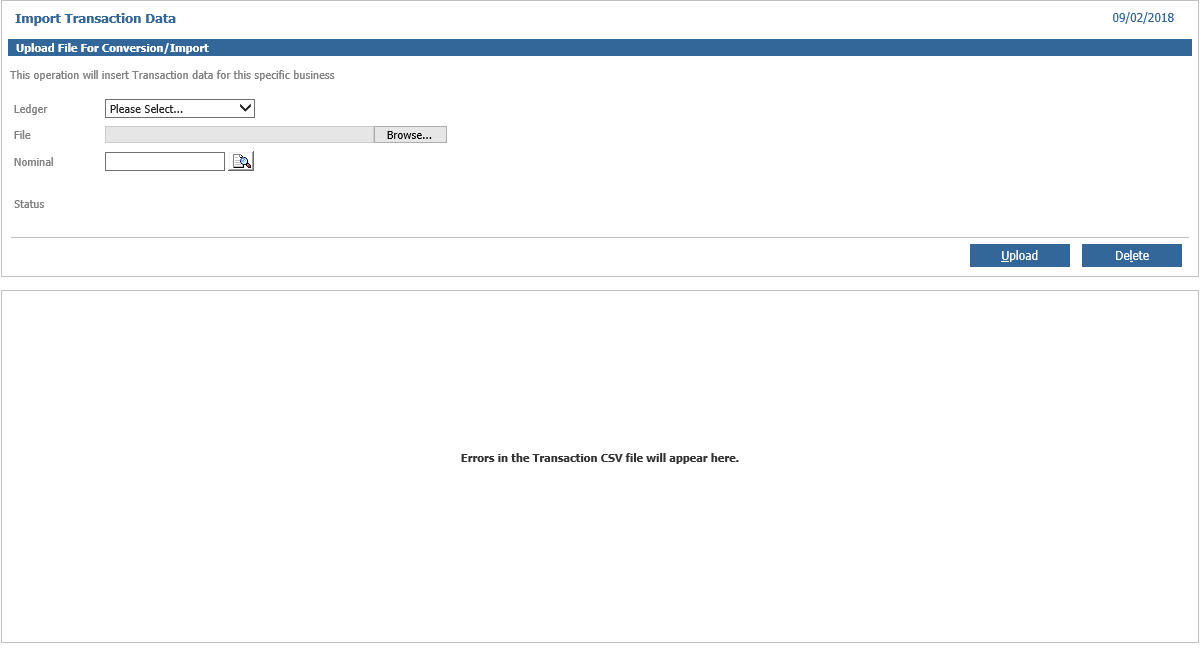 Import Transaction Data
09/02/2018
Upload File For Conversion/Import
This operation will insert Transaction data for this specific business
Ledger
Please Select...
File
Browse...
Nominal
Status
Upload
Delete
Errors in the Transaction CSV file will appear here.